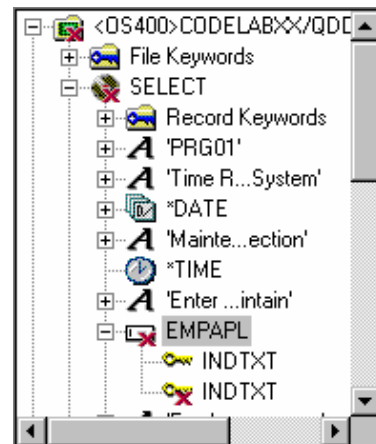 <OS400>CODELABXX/QDD
File Keywords
SELECT
Record Keywords
'PRG01'
'Time R...System'
*DATE
'Mainte...ection'
*TIME
'Enter ...intain'
EMPAPL
INDTXT
INDTXT